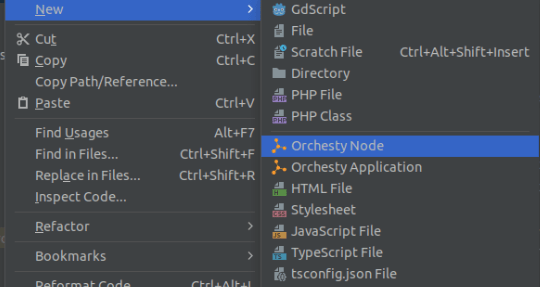 New
Cut Ctrl+X
Copy Ctrl+C
Copy Path/Reference...
Paste Ctrl+V
Find Usages Alt+F7
Find in Files... Ctrl+Shift+F
Replace in Files... Ctrl+Shift+R
Inspect Code...
Refactor
Bookmarks
Reformat Code Ctrl+Alt+L
GdScript
File
Scratch File Ctrl+Alt+Shift+Insert
Directory
PHP File
PHP Class
Orchesty Node
Orchesty Application
HTML File
Stylesheet
JavaScript File
TypeScript File
tsconfig.json File